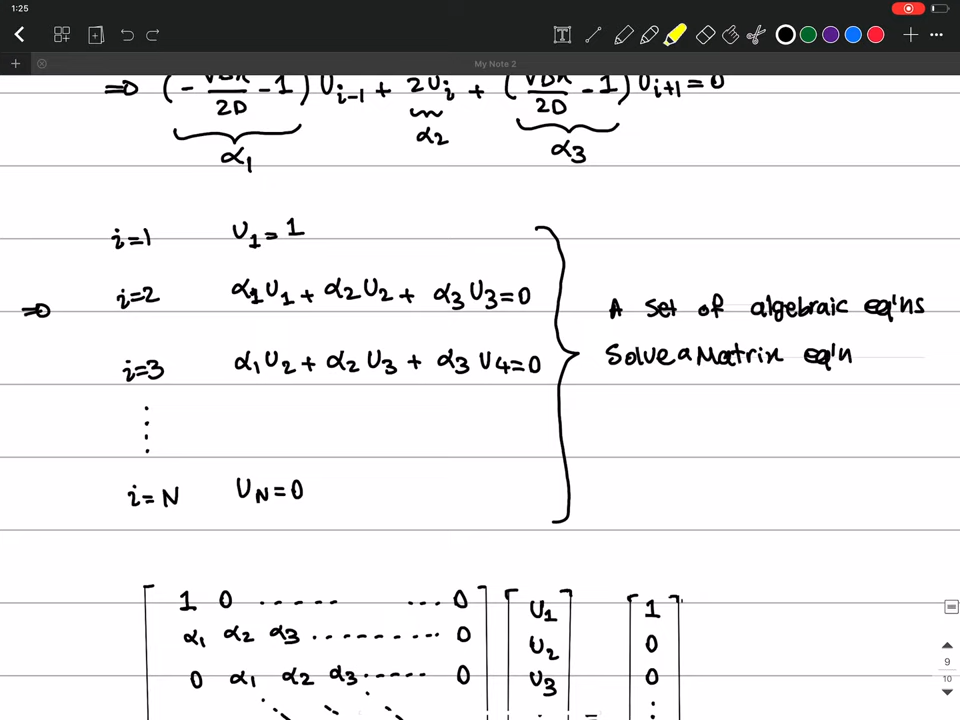 1:25
My Note 2
=> (- VΔx/2D - 1) U_{i-1} + 2U_i + (VΔx/2D - 1) U_{i+1} = 0
α1 α2 α3
i=1 U1 = 1
=> i=2 α1U1 + α2U2 + α3U3=0
i=3 α1U2 + α2U3 + α3U4=0
i=N UN=0
A set of algebraic eq'ns
Solve a Matrix eq'n
1 0 ...... ... 0 U1 1
α1 α2 α3 ......... 0 U2 0
0 α1 α2 α3 ...... 0 U3 0
=
9
10